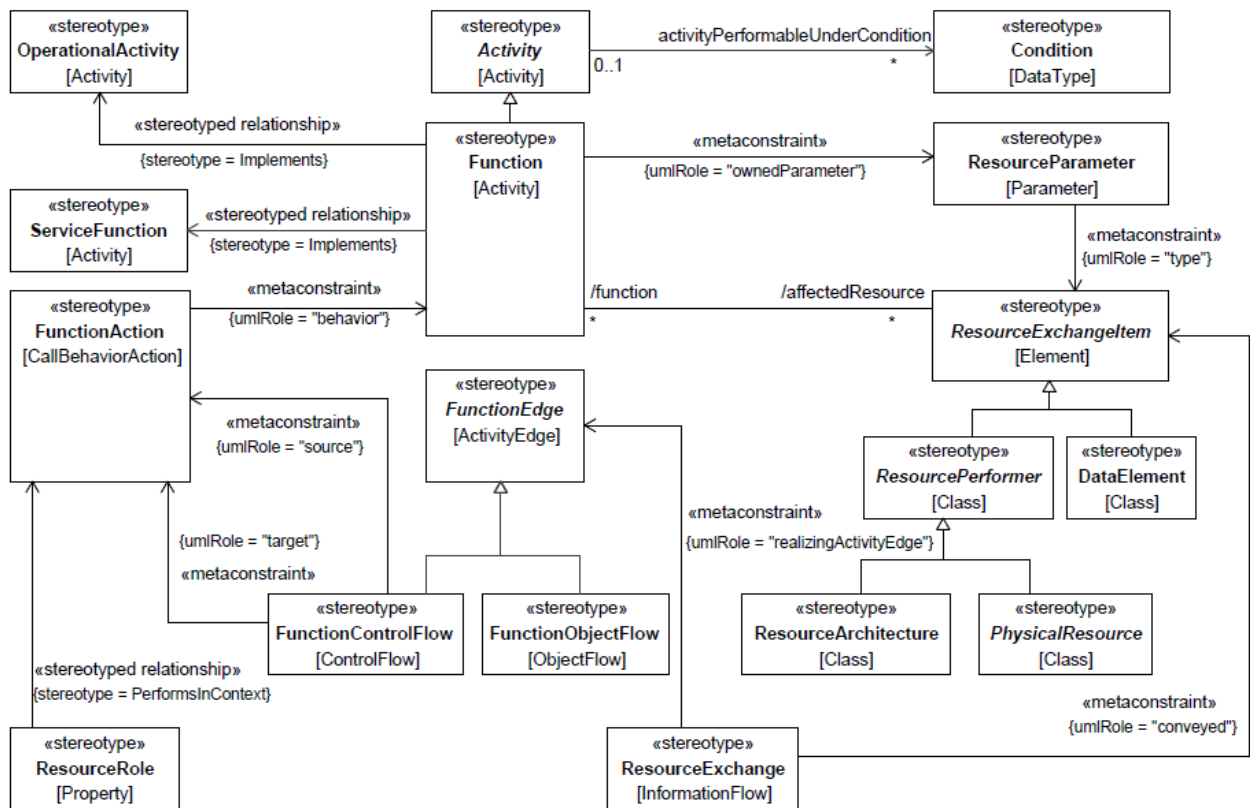 «stereotype»
OperationalActivity
[Activity]
«stereotype»
Activity
[Activity]
activityPerformableUnderCondition
0..1
*
«stereotype»
Condition
[DataType]
«stereotyped relationship»
{stereotype = Implements}
«stereotype»
Function
[Activity]
«metaconstraint»
{umlRole = "ownedParameter"}
«stereotype»
ResourceParameter
[Parameter]
«stereotype»
ServiceFunction
[Activity]
«stereotyped relationship»
{stereotype = Implements}
«metaconstraint»
{umlRole = "type"}
«stereotype»
FunctionAction
[CallBehaviorAction]
«metaconstraint»
{umlRole = "behavior"}
/function
*
/affectedResource
*
«stereotype»
ResourceExchangeItem
[Element]
«metaconstraint»
{umlRole = "source"}
«stereotype»
FunctionEdge
[ActivityEdge]
«stereotype»
ResourcePerformer
[Class]
«stereotype»
DataElement
[Class]
{umlRole = "target"}
«metaconstraint»
«metaconstraint»
{umlRole = "realizingActivityEdge"}
«stereotype»
FunctionControlFlow
[ControlFlow]
«stereotype»
FunctionObjectFlow
[ObjectFlow]
«stereotype»
ResourceArchitecture
[Class]
«stereotype»
PhysicalResource
[Class]
«stereotyped relationship»
{stereotype = PerformsInContext}
«metaconstraint»
{umlRole = "conveyed"}
«stereotype»
ResourceRole
[Property]
«stereotype»
ResourceExchange
[InformationFlow]